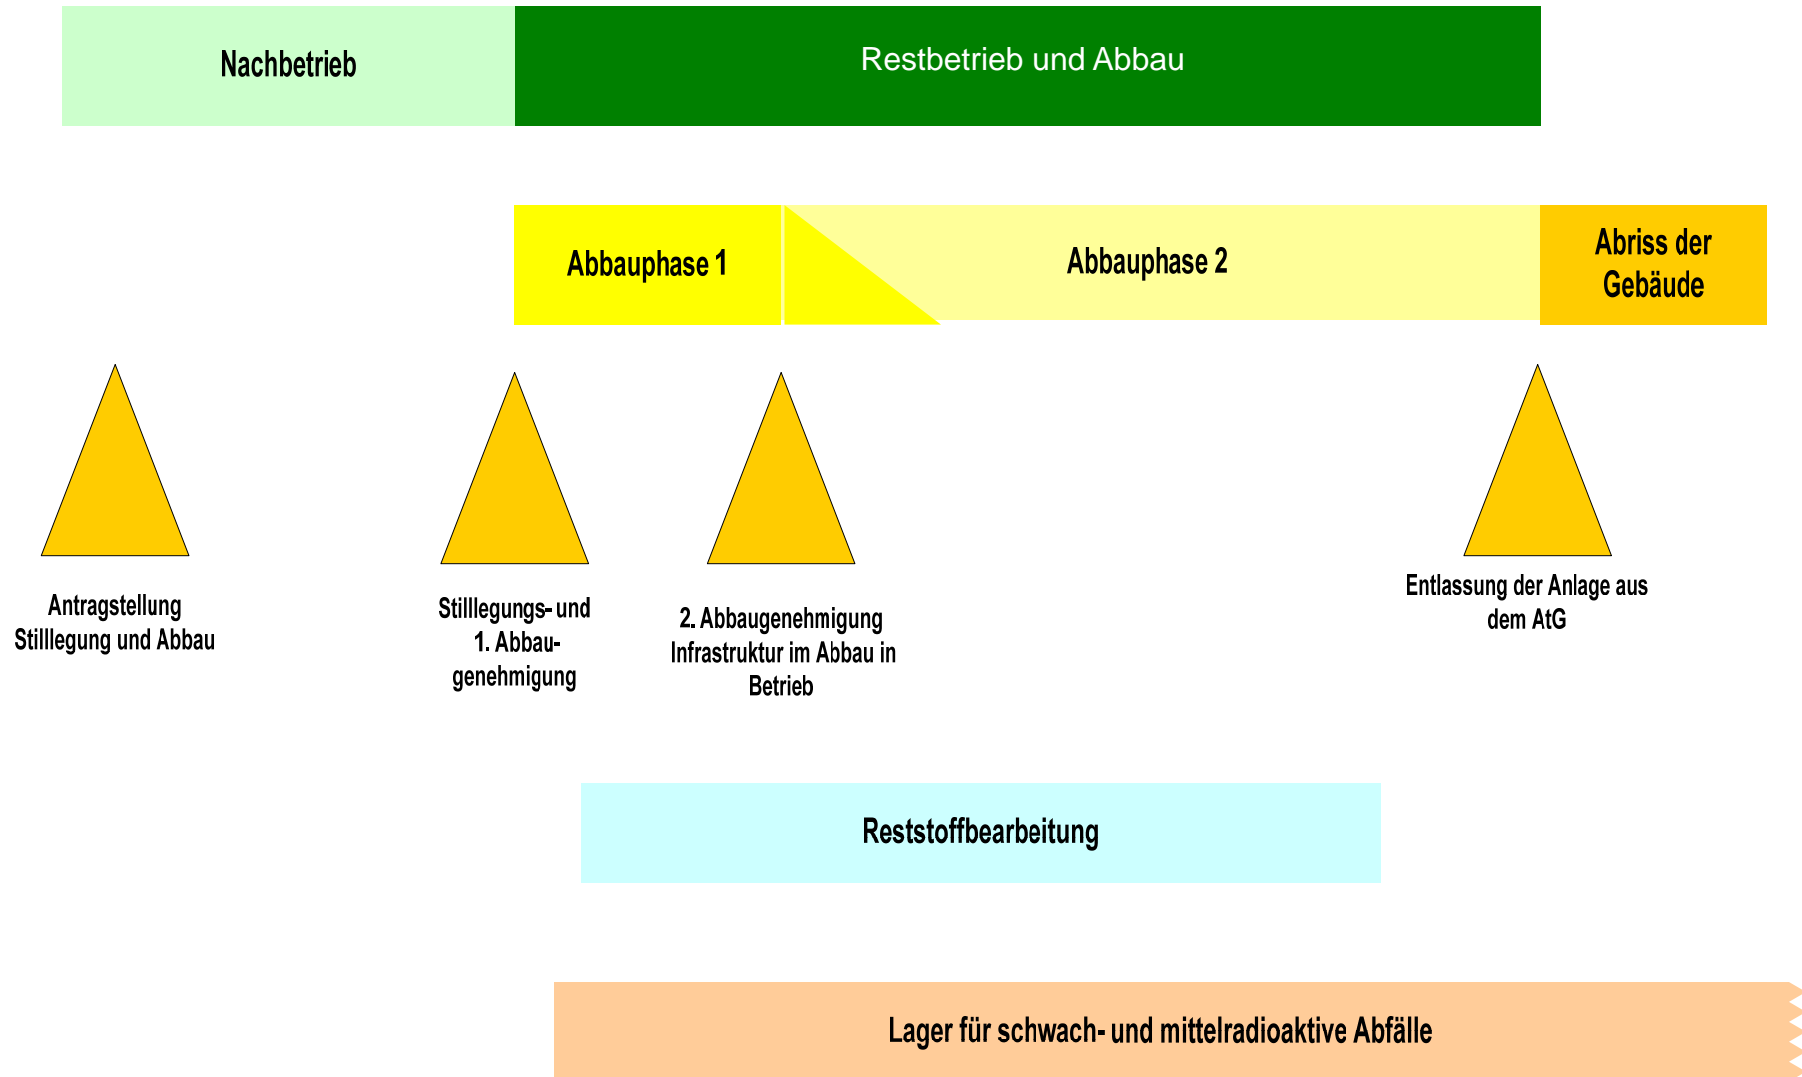 Nachbetrieb
Restbetrieb und Abbau
Abbauphase 1
Abbauphase 2
Abriss der
Gebäude
Antragstellung
Stilllegung und Abbau
Stilllegungs- und
1. Abbau-
genehmigung
2. Abbaugenehmigung
Infrastruktur im Abbau in
Betrieb
Entlassung der Anlage aus
dem AtG
Reststoffbearbeitung
Lager für schwach- und mittelradioaktive Abfälle